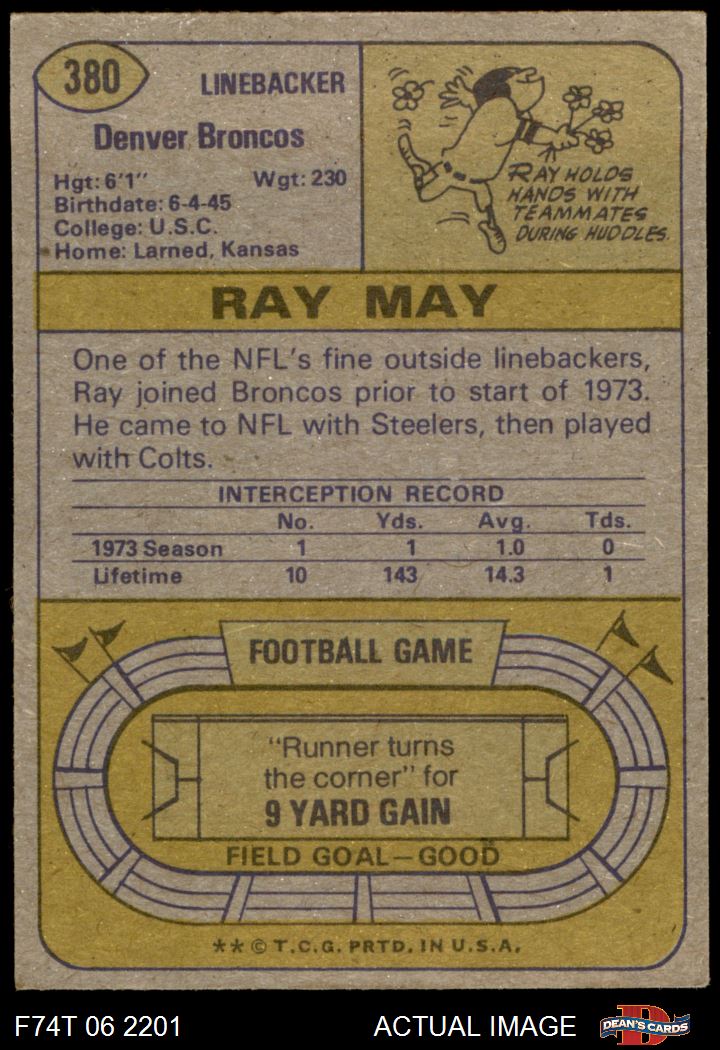 380
LINEBACKER
Denver Broncos
Hgt: 6'1" Wgt: 230
Birthdate: 6-4-45
College: U.S.C.
Home: Larned, Kansas
RAY HOLDS
HANDS WITH
TEAMMATES
DURING HUDDLES.
RAY MAY
One of the NFL's fine outside linebackers,
Ray joined Broncos prior to start of 1973.
He came to NFL with Steelers, then played
with Colts.
INTERCEPTION RECORD
No. Yds. Avg. Tds.
1973 Season 1 1 1.0 0
Lifetime 10 143 14.3 1
FOOTBALL GAME
"Runner turns
the corner" for
9 YARD GAIN
FIELD GOAL—GOOD
** © T.C.G. PRTD. IN U.S.A.
F74T 06 2201 ACTUAL IMAGE D DEAN'S CARDS